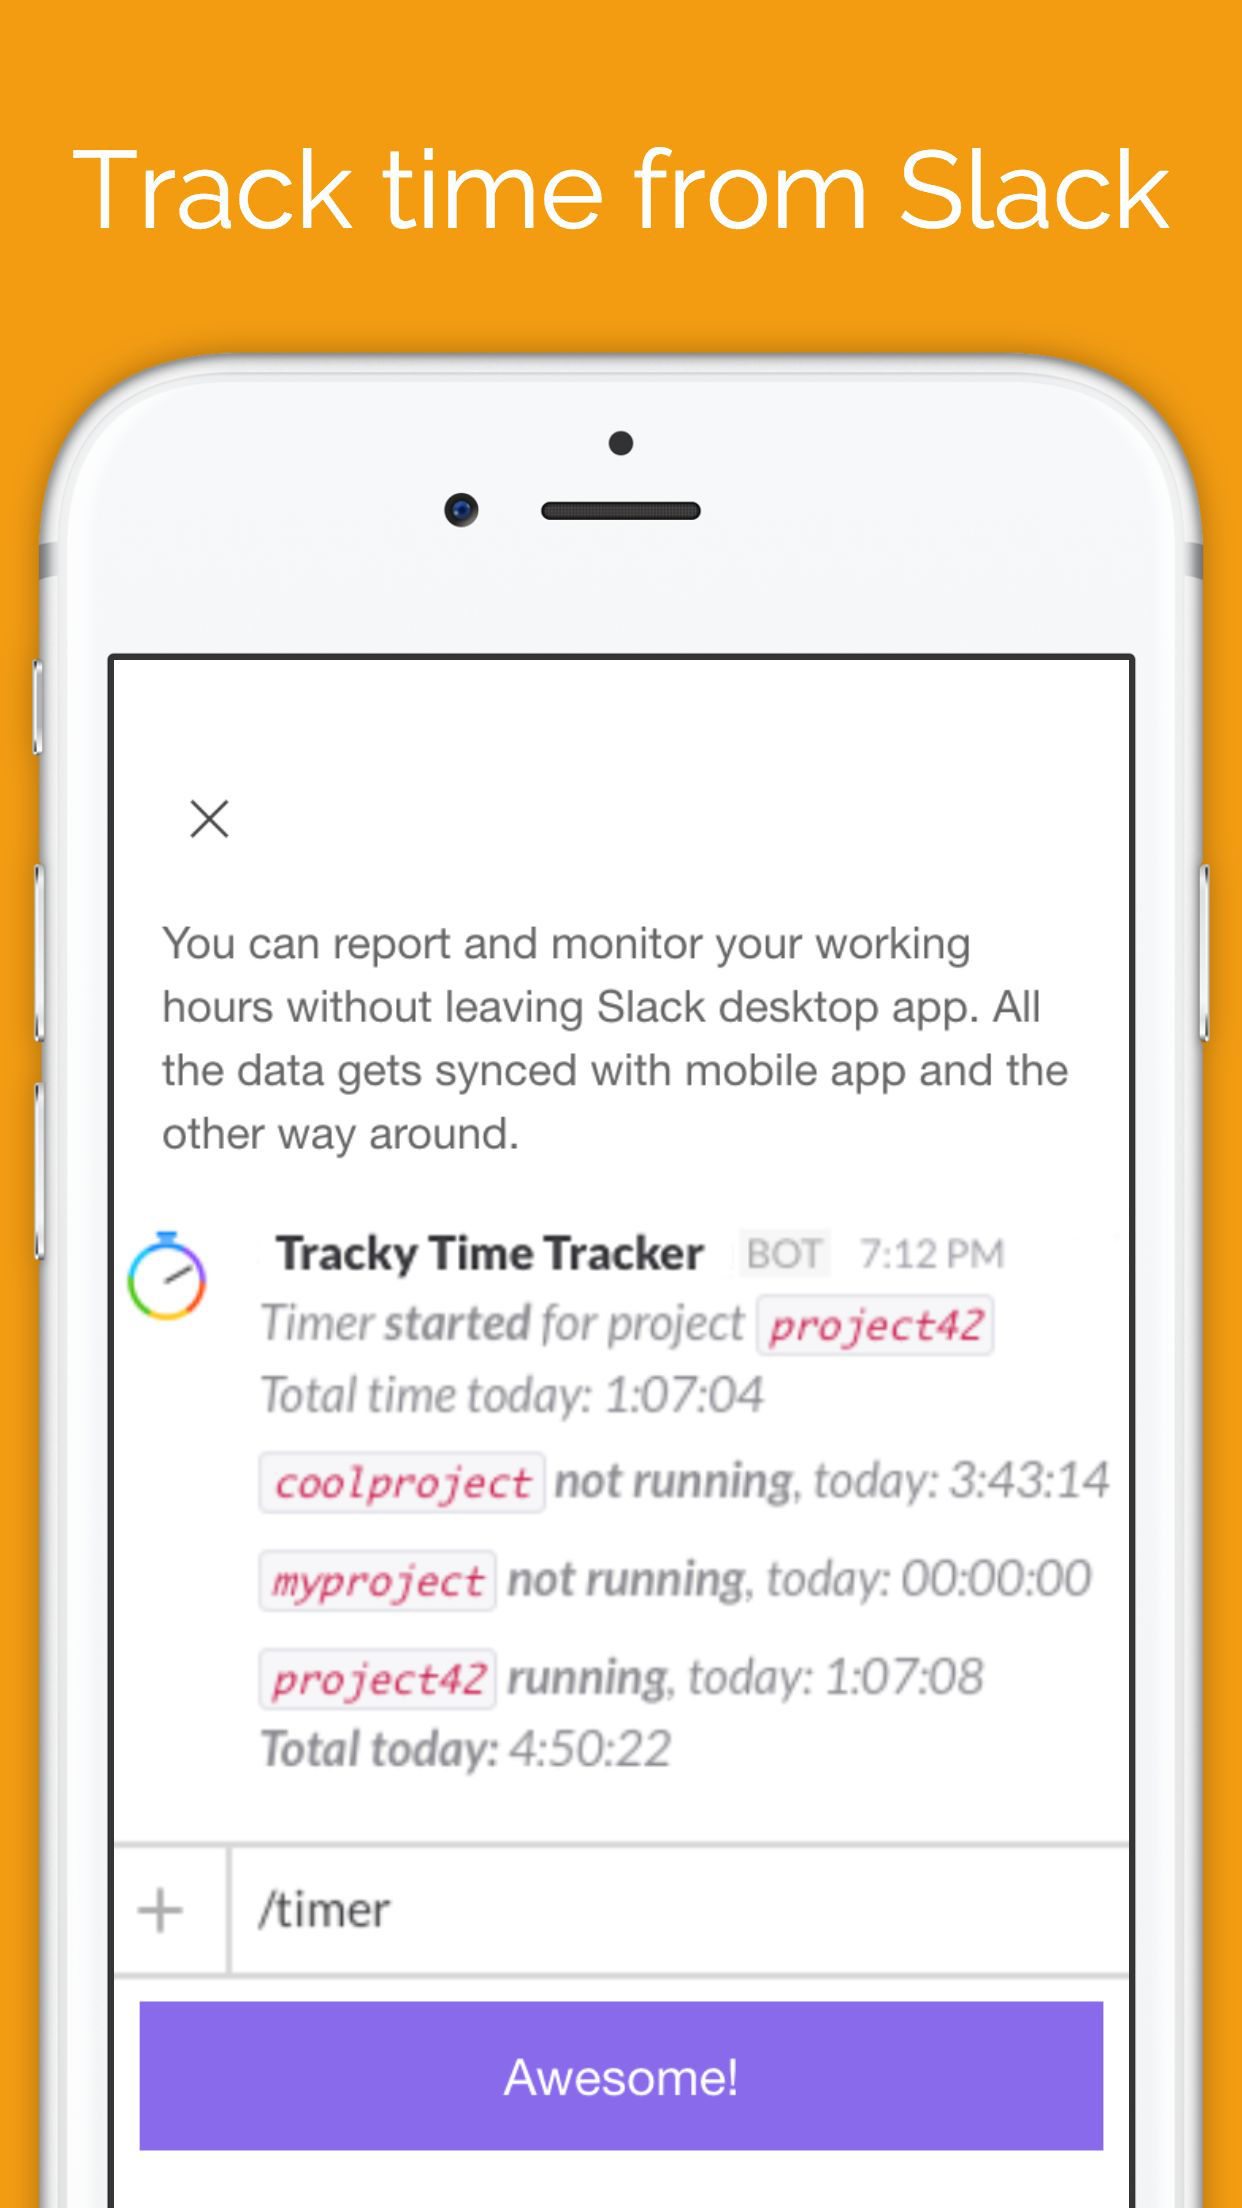 Track time from Slack
You can report and monitor your working
hours without leaving Slack desktop app. All
the data gets synced with mobile app and the
other way around.
Tracky Time Tracker BOT 7:12 PM
Timer started for project project42
Total time today: 1:07:04
coolproject not running, today: 3:43:14
myproject not running, today: 00:00:00
project42 running, today: 1:07:08
Total today: 4:50:22
/timer
Awesome!